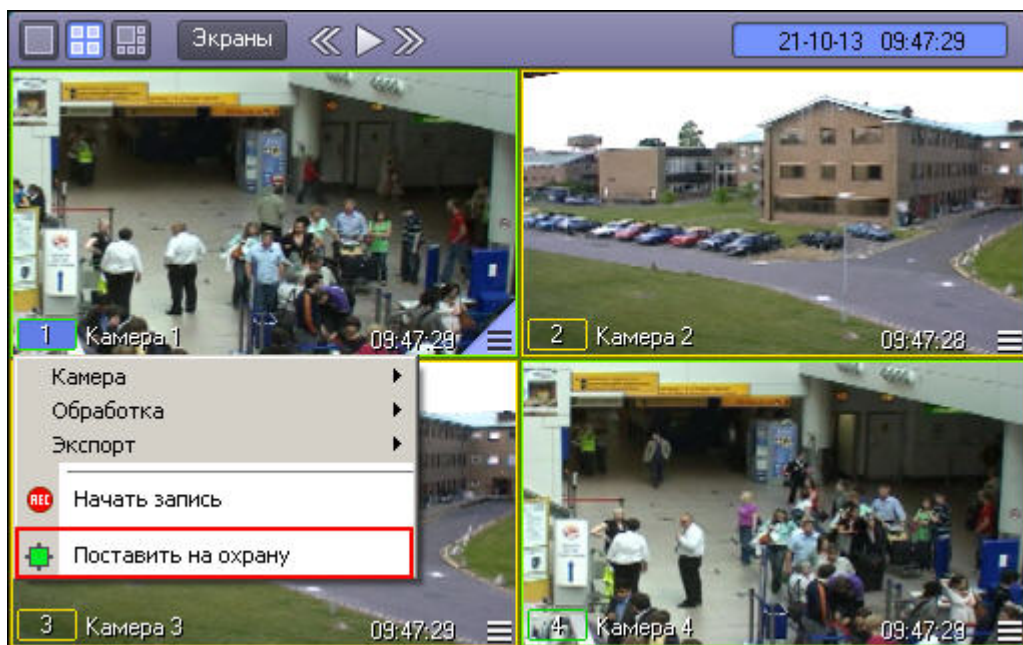 Экраны
21-10-13 09:47:29
1 Камера 1 09:47:29
2 Камера 2 09:47:28
Камера
Обработка
Экспорт
REC Начать запись
Поставить на охрану
3 Камера 3 09:47:29
4 Камера 4 09:47:29